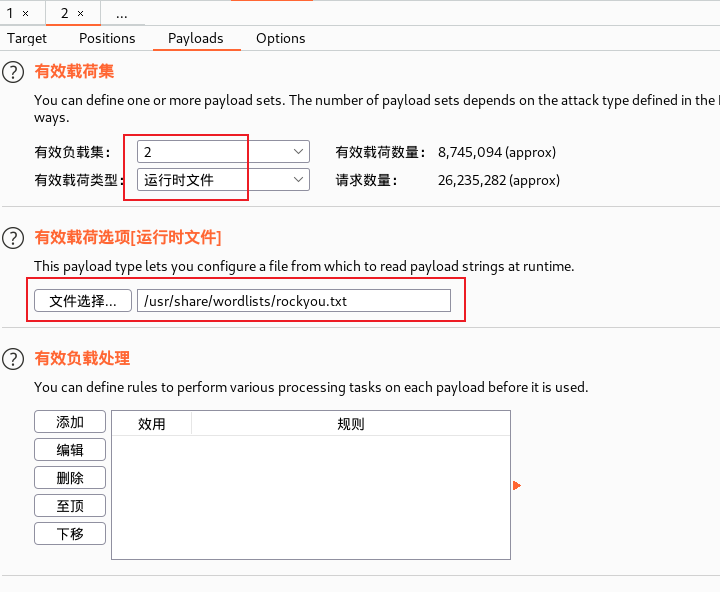 1 × 2 × ...
Target Positions Payloads Options
? 有效载荷集
You can define one or more payload sets. The number of payload sets depends on the attack type defined in the
ways.
有效负载集: 2 有效载荷数量: 8,745,094 (approx)
有效载荷类型: 运行时文件 请求数量: 26,235,282 (approx)
? 有效载荷选项[运行时文件]
This payload type lets you configure a file from which to read payload strings at runtime.
文件选择... /usr/share/wordlists/rockyou.txt
? 有效负载处理
You can define rules to perform various processing tasks on each payload before it is used.
添加 效用 规则
编辑
删除
至顶
下移